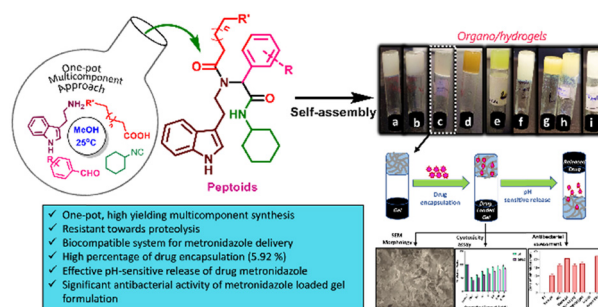 One-pot
Multicomponent
Approach
NH2
R'
n
COOH
MeOH
25°C
CHO
R
NC
N
H
R'
n
O
R
N
O
HN
N
H
Peptoids
Self-assembly
Organo/hydrogels
a
b
c
d
e
f
g
h
i
Gel
Drug
encapsulation
Drug
Loaded
Gel
pH
sensitive release
Released
Drug
SEM
Morphology
Cytotoxicity
assay
Antibacterial
assessment
✓ One-pot, high yielding multicomponent synthesis
✓ Resistant towards proteolysis
✓ Biocompatible system for metronidazole delivery
✓ High percentage of drug encapsulation (5.92 %)
✓ Effective pH-sensitive release of drug metronidazole
✓ Significant antibacterial activity of metronidazole loaded gel
formulation